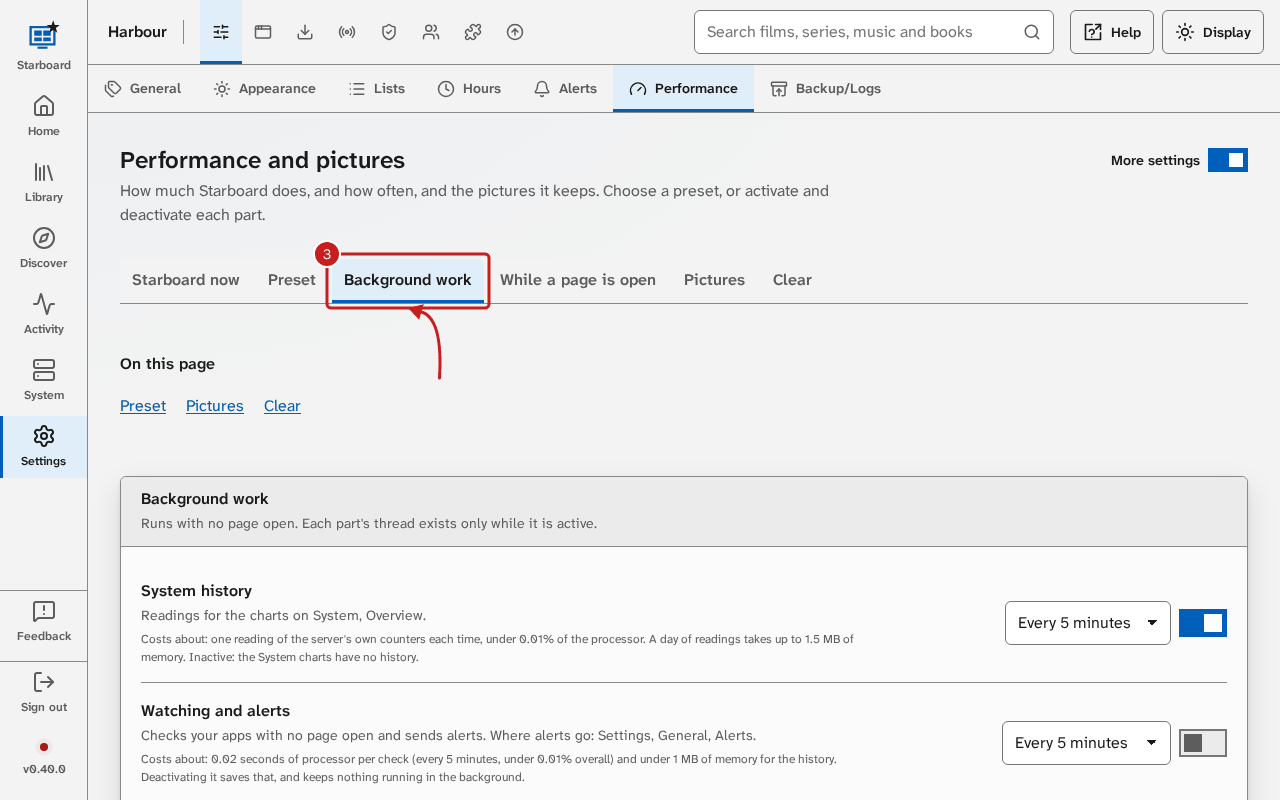 Starboard
Home
Library
Discover
Activity
System
Settings
Feedback
Sign out
v0.40.0
Harbour
Search films, series, music and books
Help
Display
General
Appearance
Lists
Hours
Alerts
Performance
Backup/Logs
Performance and pictures
More settings
How much Starboard does, and how often, and the pictures it keeps. Choose a preset, or activate and
deactivate each part.
3
Starboard now
Preset
Background work
While a page is open
Pictures
Clear
On this page
Preset
Pictures
Clear
Background work
Runs with no page open. Each part's thread exists only while it is active.
System history
Readings for the charts on System, Overview.
Costs about: one reading of the server's own counters each time, under 0.01% of the processor. A day of readings takes up to 1.5 MB of
memory. Inactive: the System charts have no history.
Every 5 minutes
Watching and alerts
Checks your apps with no page open and sends alerts. Where alerts go: Settings, General, Alerts.
Costs about: 0.02 seconds of processor per check (every 5 minutes, under 0.01% overall) and under 1 MB of memory for the history.
Deactivating it saves that, and keeps nothing running in the background.
Every 5 minutes